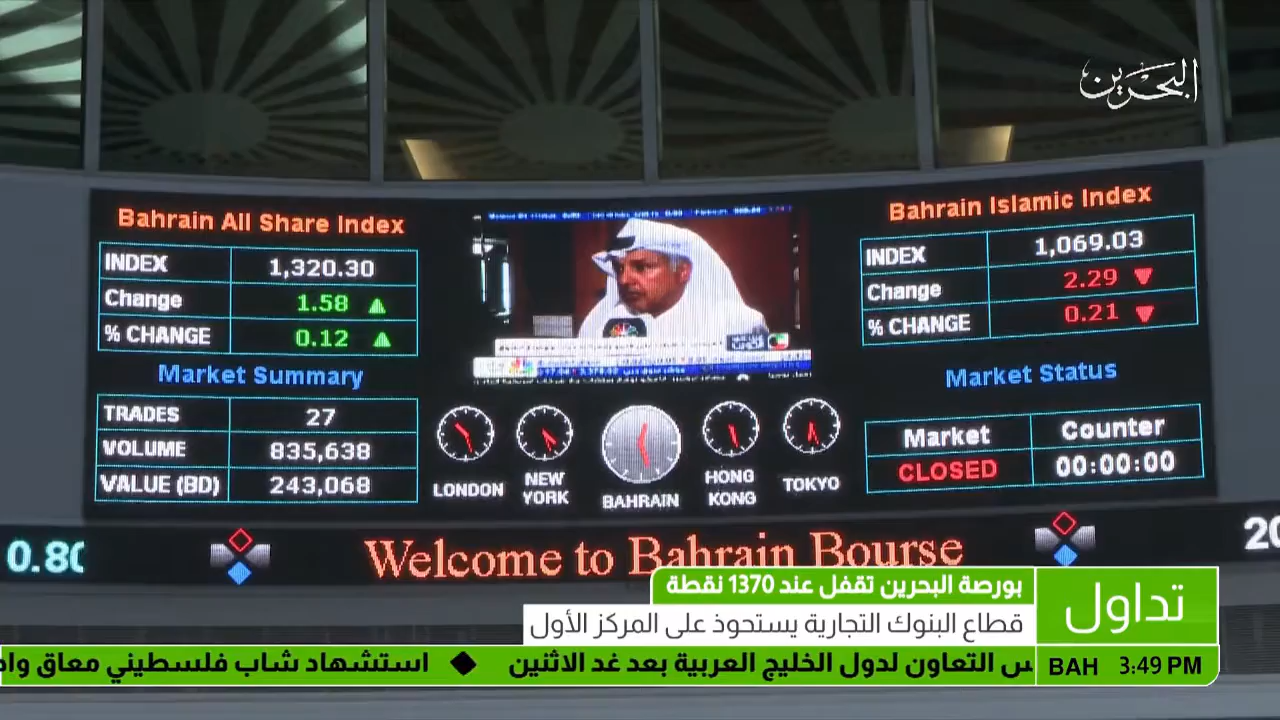 البحرين
Bahrain All Share Index
INDEX 1,320.30
Change 1.58
% CHANGE 0.12
Market Summary
TRADES 27
VOLUME 835,638
VALUE (BD) 243,068
LONDON
NEW YORK
BAHRAIN
HONG KONG
TOKYO
Bahrain Islamic Index
INDEX 1,069.03
Change 2.29
% CHANGE 0.21
Market Status
Market Counter
CLOSED 00:00:00
0.80
Welcome to Bahrain Bourse
20
تداول
بورصة البحرين تقفل عند 1370 نقطة
قطاع البنوك التجارية يستحوذ على المركز الأول
س التعاون لدول الخليج العربية بعد غد الاثنين ◆ استشهاد شاب فلسطيني معاق
BAH 3:49 PM